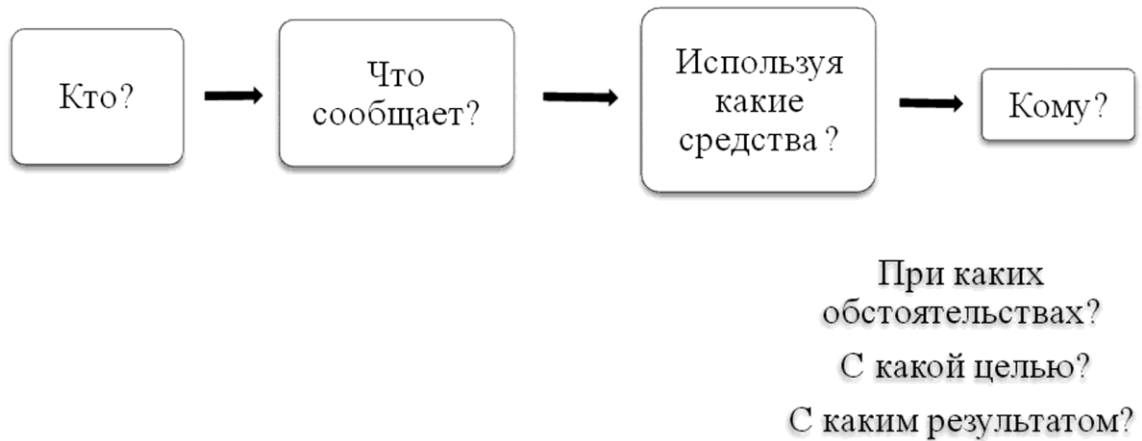 Кто?
Что
сообщает?
Используя
какие
средства ?
Кому?
При каких
обстоятельствах?
С какой целью?
С каким результатом?